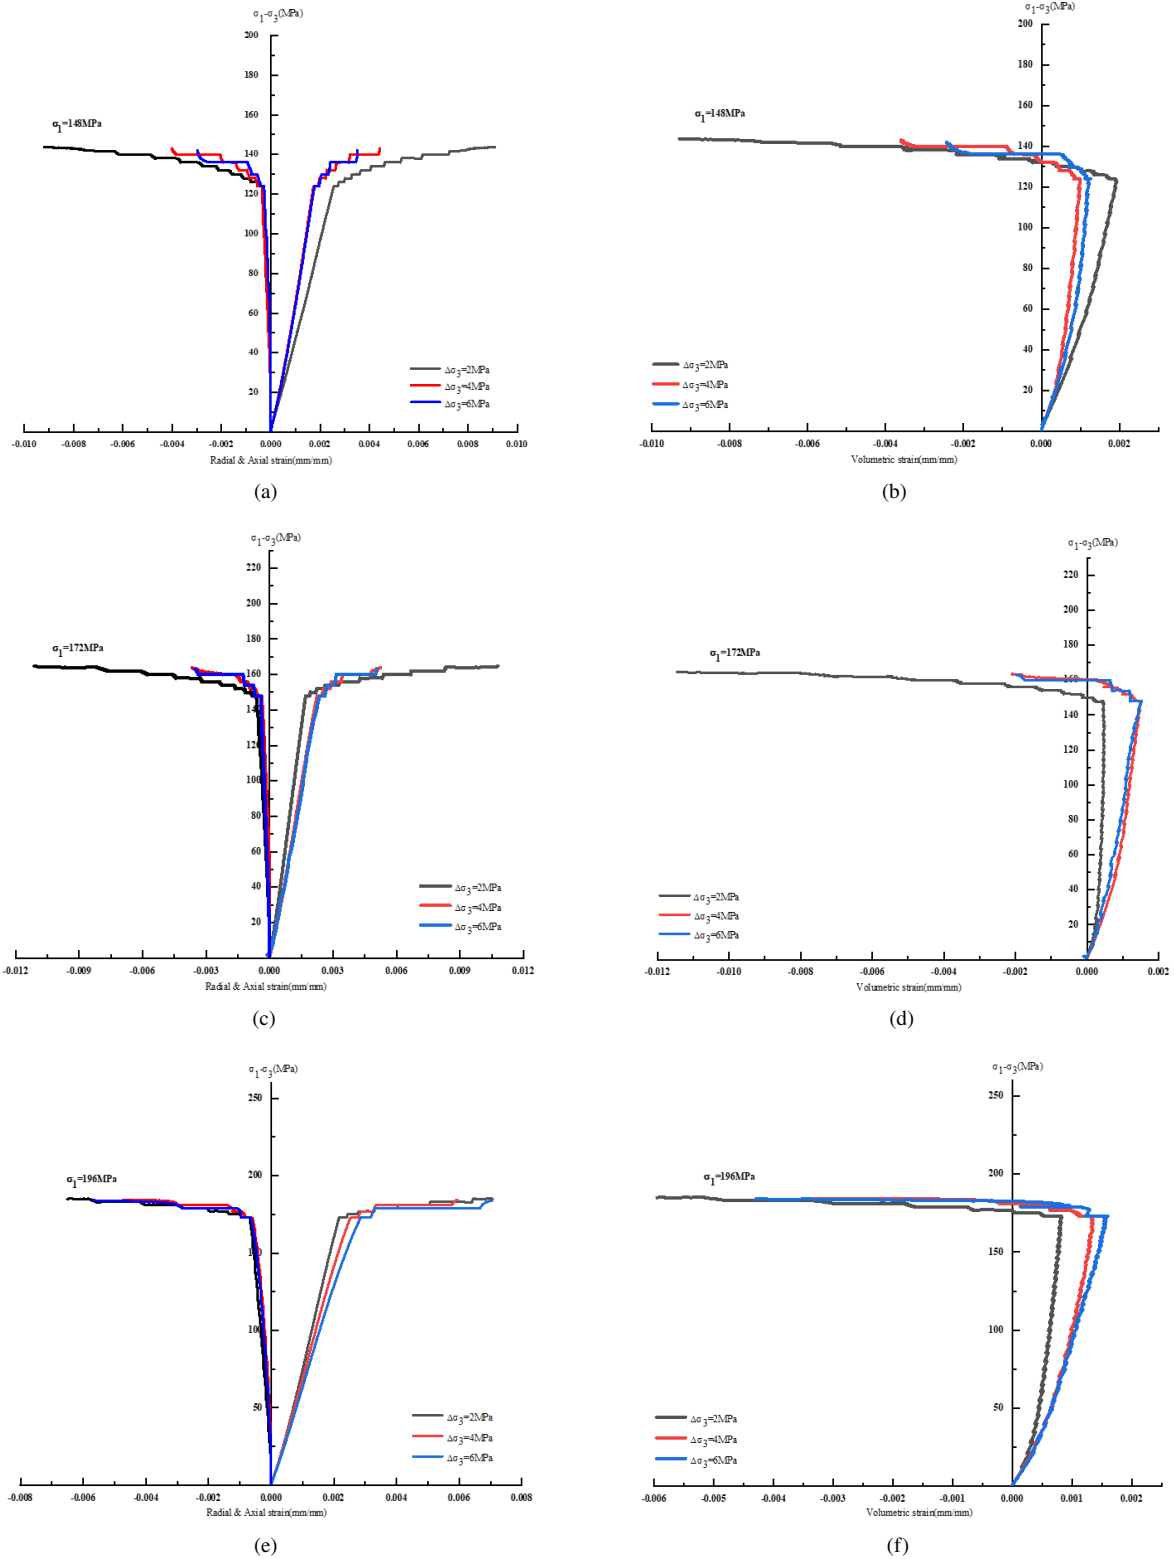 σ1-σ3(MPa)
200
180
160
140
120
100
80
60
40
20
σ1=148MPa
Δσ3=2MPa
Δσ3=4MPa
Δσ3=6MPa
-0.010 -0.008 -0.006 -0.004 -0.002 0.000 0.002 0.004 0.006 0.008 0.010
Radial & Axial strain(mm/mm)
(a)
σ1-σ3(MPa)
200
180
160
140
120
100
80
60
40
20
σ1=148MPa
Δσ3=2MPa
Δσ3=4MPa
Δσ3=6MPa
-0.010 -0.008 -0.006 -0.004 -0.002 0.000 0.002
Volumetric strain(mm/mm)
(b)
σ1-σ3(MPa)
220
200
180
160
140
120
100
80
60
40
20
σ1=172MPa
Δσ3=2MPa
Δσ3=4MPa
Δσ3=6MPa
-0.012 -0.009 -0.006 -0.003 0.000 0.003 0.006 0.009 0.012
Radial & Axial strain(mm/mm)
(c)
σ1-σ3(MPa)
220
200
180
160
140
120
100
80
60
40
20
σ1=172MPa
Δσ3=2MPa
Δσ3=4MPa
Δσ3=6MPa
-0.012 -0.010 -0.008 -0.006 -0.004 -0.002 0.000 0.002
Volumetric strain(mm/mm)
(d)
σ1-σ3(MPa)
250
200
150
100
50
σ1=196MPa
Δσ3=2MPa
Δσ3=4MPa
Δσ3=6MPa
-0.008 -0.006 -0.004 -0.002 0.000 0.002 0.004 0.006 0.008
Radial & Axial strain(mm/mm)
(e)
σ1-σ3(MPa)
250
200
150
100
50
σ1=196MPa
Δσ3=2MPa
Δσ3=4MPa
Δσ3=6MPa
-0.006 -0.005 -0.004 -0.003 -0.002 -0.001 0.000 0.001 0.002
Volumetric strain(mm/mm)
(f)